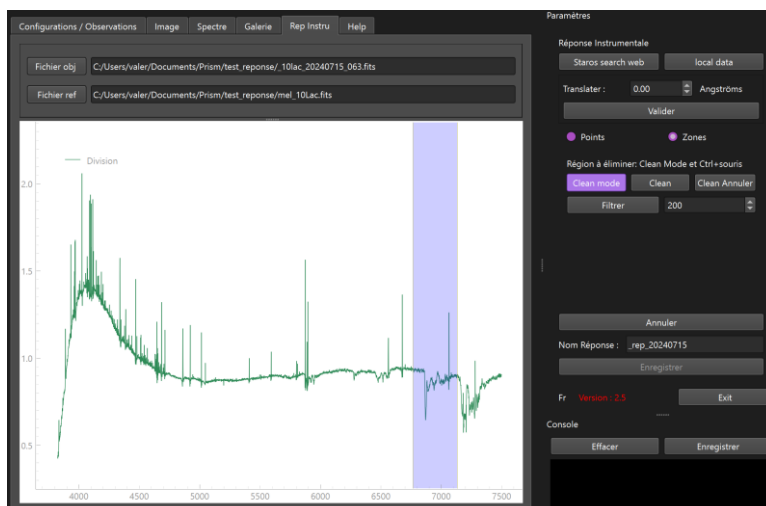 Configurations / Observations Image Spectre Galerie Rep Instru Help
Fichier obj C:/Users/valer/Documents/Prism/test_reponse/_10lac_20240715_063.fits
Fichier ref C:/Users/valer/Documents/Prism/test_reponse/mel_10Lac.fits
Division
2.0
1.5
1.0
0.5
4000 4500 5000 5500 6000 6500 7000 7500
Paramètres
Réponse Instrumentale
Staros search web local data
Translater : 0.00 Angströms
Valider
Points Zones
Région à éliminer: Clean Mode et Ctrl+souris
Clean mode Clean Clean Annuler
Filtrer 200
Annuler
Nom Réponse : _rep_20240715
Enregistrer
Fr Version : 2.5 Exit
Console
Effacer Enregistrer